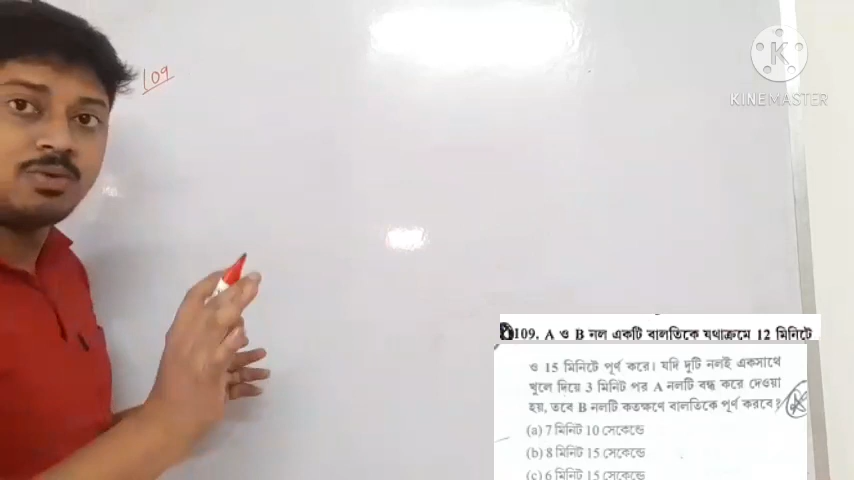 109
KINEMASTER
109. A ও B নল একটি বালতিকে যথাক্রমে 12 মিনিটে
ও 15 মিনিটে পূর্ণ করে। যদি দুটি নলই একসাথে
খুলে দিয়ে 3 মিনিট পর A নলটি বন্ধ করে দেওয়া
হয়, তবে B নলটি কতক্ষণে বালতিকে পূর্ণ করবে?
(a) 7 মিনিট 10 সেকেন্ডে
(b) 8 মিনিট 15 সেকেন্ডে
(c) 6 মিনিট 15 সেকেন্ডে